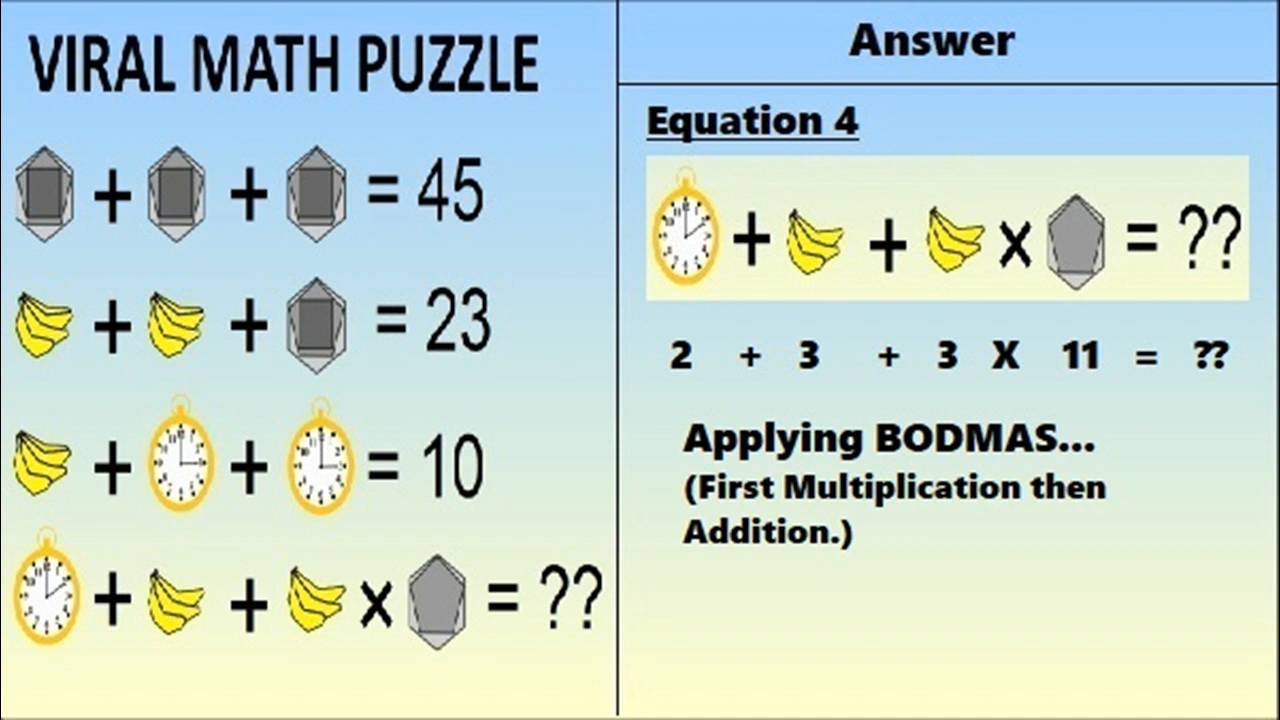 VIRAL MATH PUZZLE
+ + = 45
+ + = 23
+ + = 10
+ + x = ??
Answer
Equation 4
+ + x = ??
2 + 3 + 3 X 11 = ??
Applying BODMAS...
(First Multiplication then
Addition.)